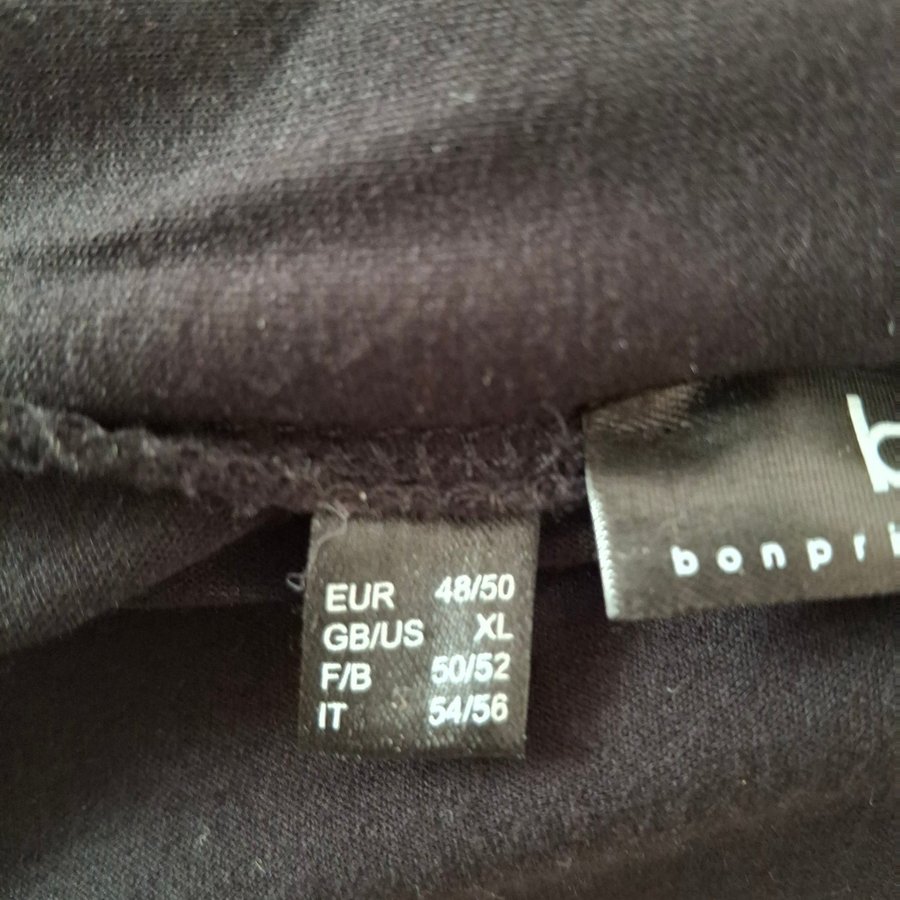 b
bonpri
EUR 48/50
GB/US XL
F/B 50/52
IT 54/56